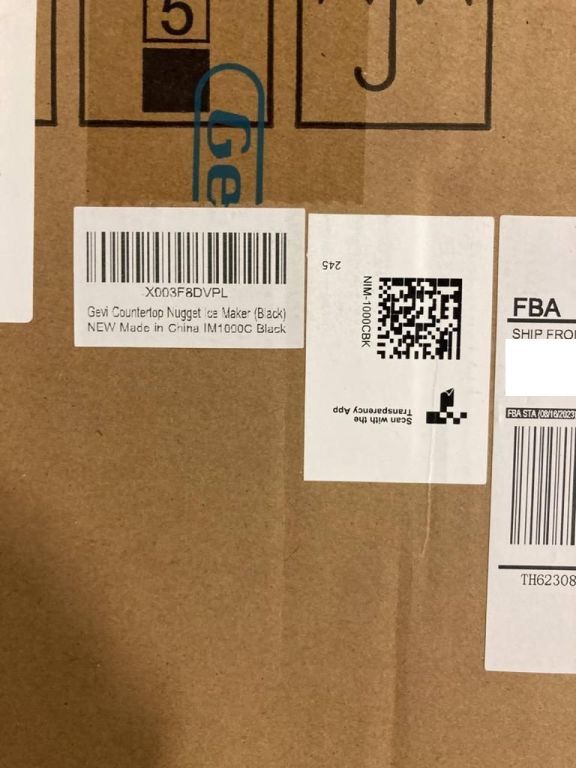 5
Ge
X003F8DVPL
Gevi Countertop Nugget Ice Maker (Black)
NEW Made in China IM1000C Black
245
NIM-1000CBK
Scan with the
Transparency App
FBA
SHIP FROM
FBA STA (08/16/2023)
TH62308